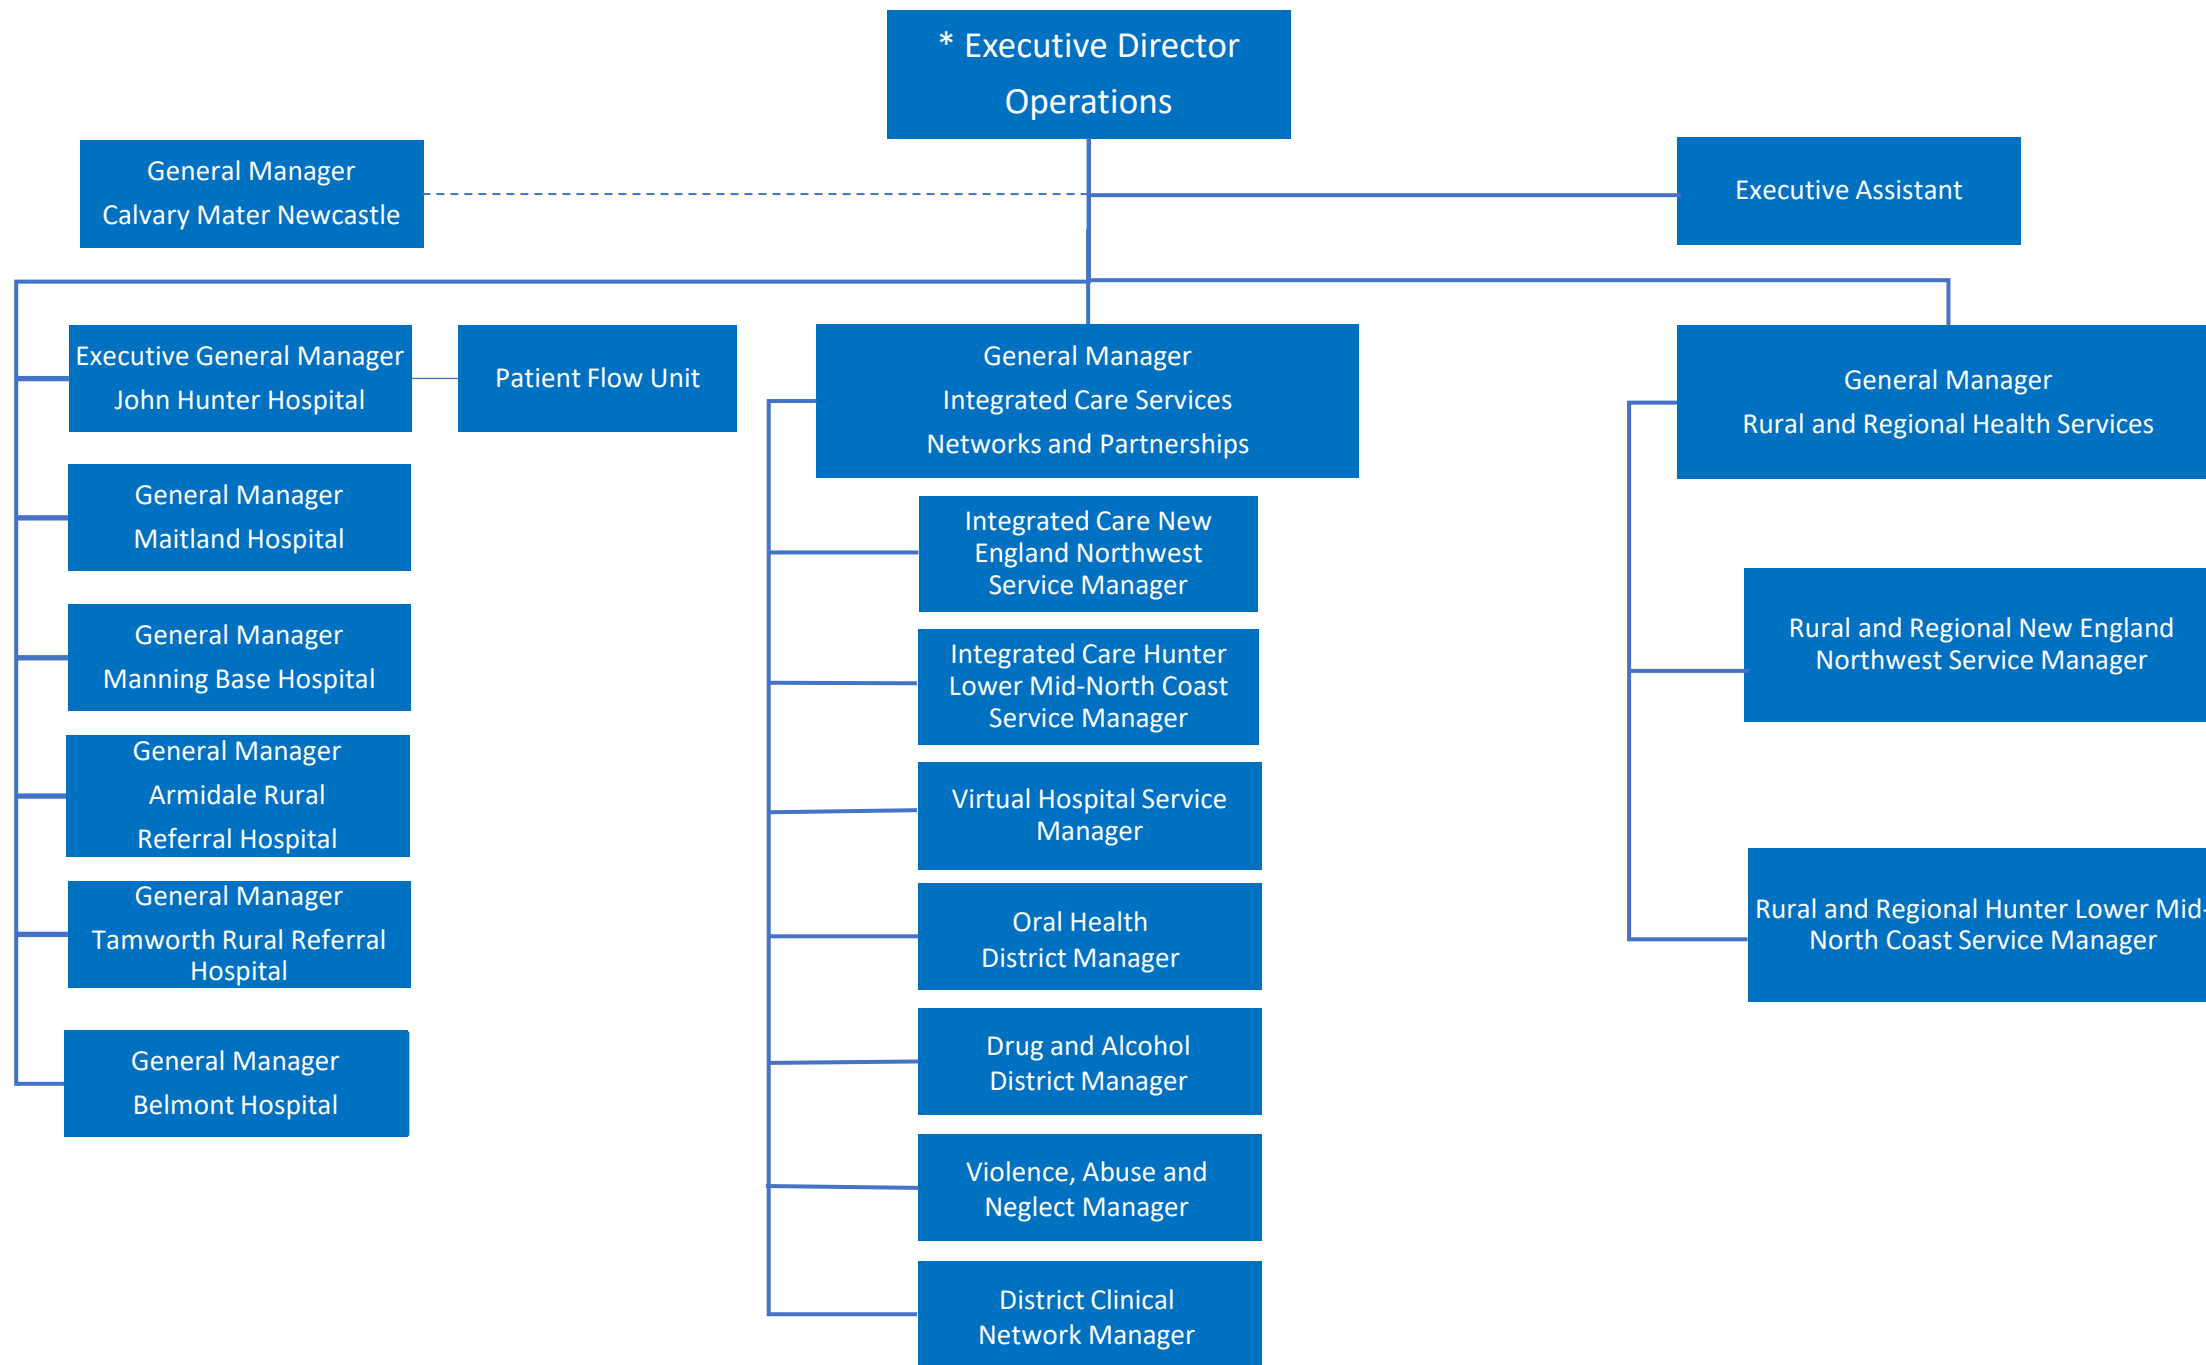 * Executive Director
Operations
General Manager
Calvary Mater Newcastle
Executive Assistant
Executive General Manager
John Hunter Hospital
Patient Flow Unit
General Manager
Integrated Care Services
Networks and Partnerships
General Manager
Rural and Regional Health Services
General Manager
Maitland Hospital
General Manager
Manning Base Hospital
General Manager
Armidale Rural
Referral Hospital
General Manager
Tamworth Rural Referral
Hospital
General Manager
Belmont Hospital
Integrated Care New
England Northwest
Service Manager
Integrated Care Hunter
Lower Mid-North Coast
Service Manager
Virtual Hospital Service
Manager
Oral Health
District Manager
Drug and Alcohol
District Manager
Violence, Abuse and
Neglect Manager
District Clinical
Network Manager
Rural and Regional New England
Northwest Service Manager
Rural and Regional Hunter Lower Mid-
North Coast Service Manager